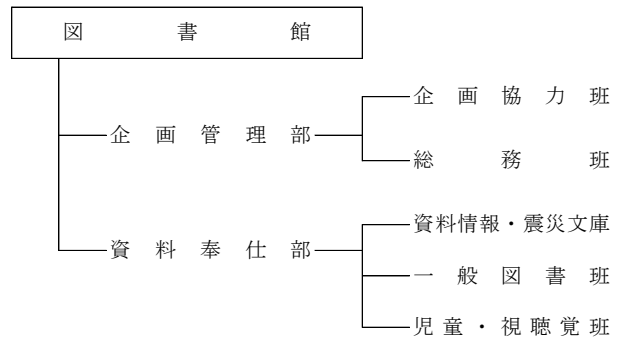 図書館
企画協力班
企画管理部
総務班
資料情報・震災文庫
資料奉仕部
一般図書班
児童・視聴覚班